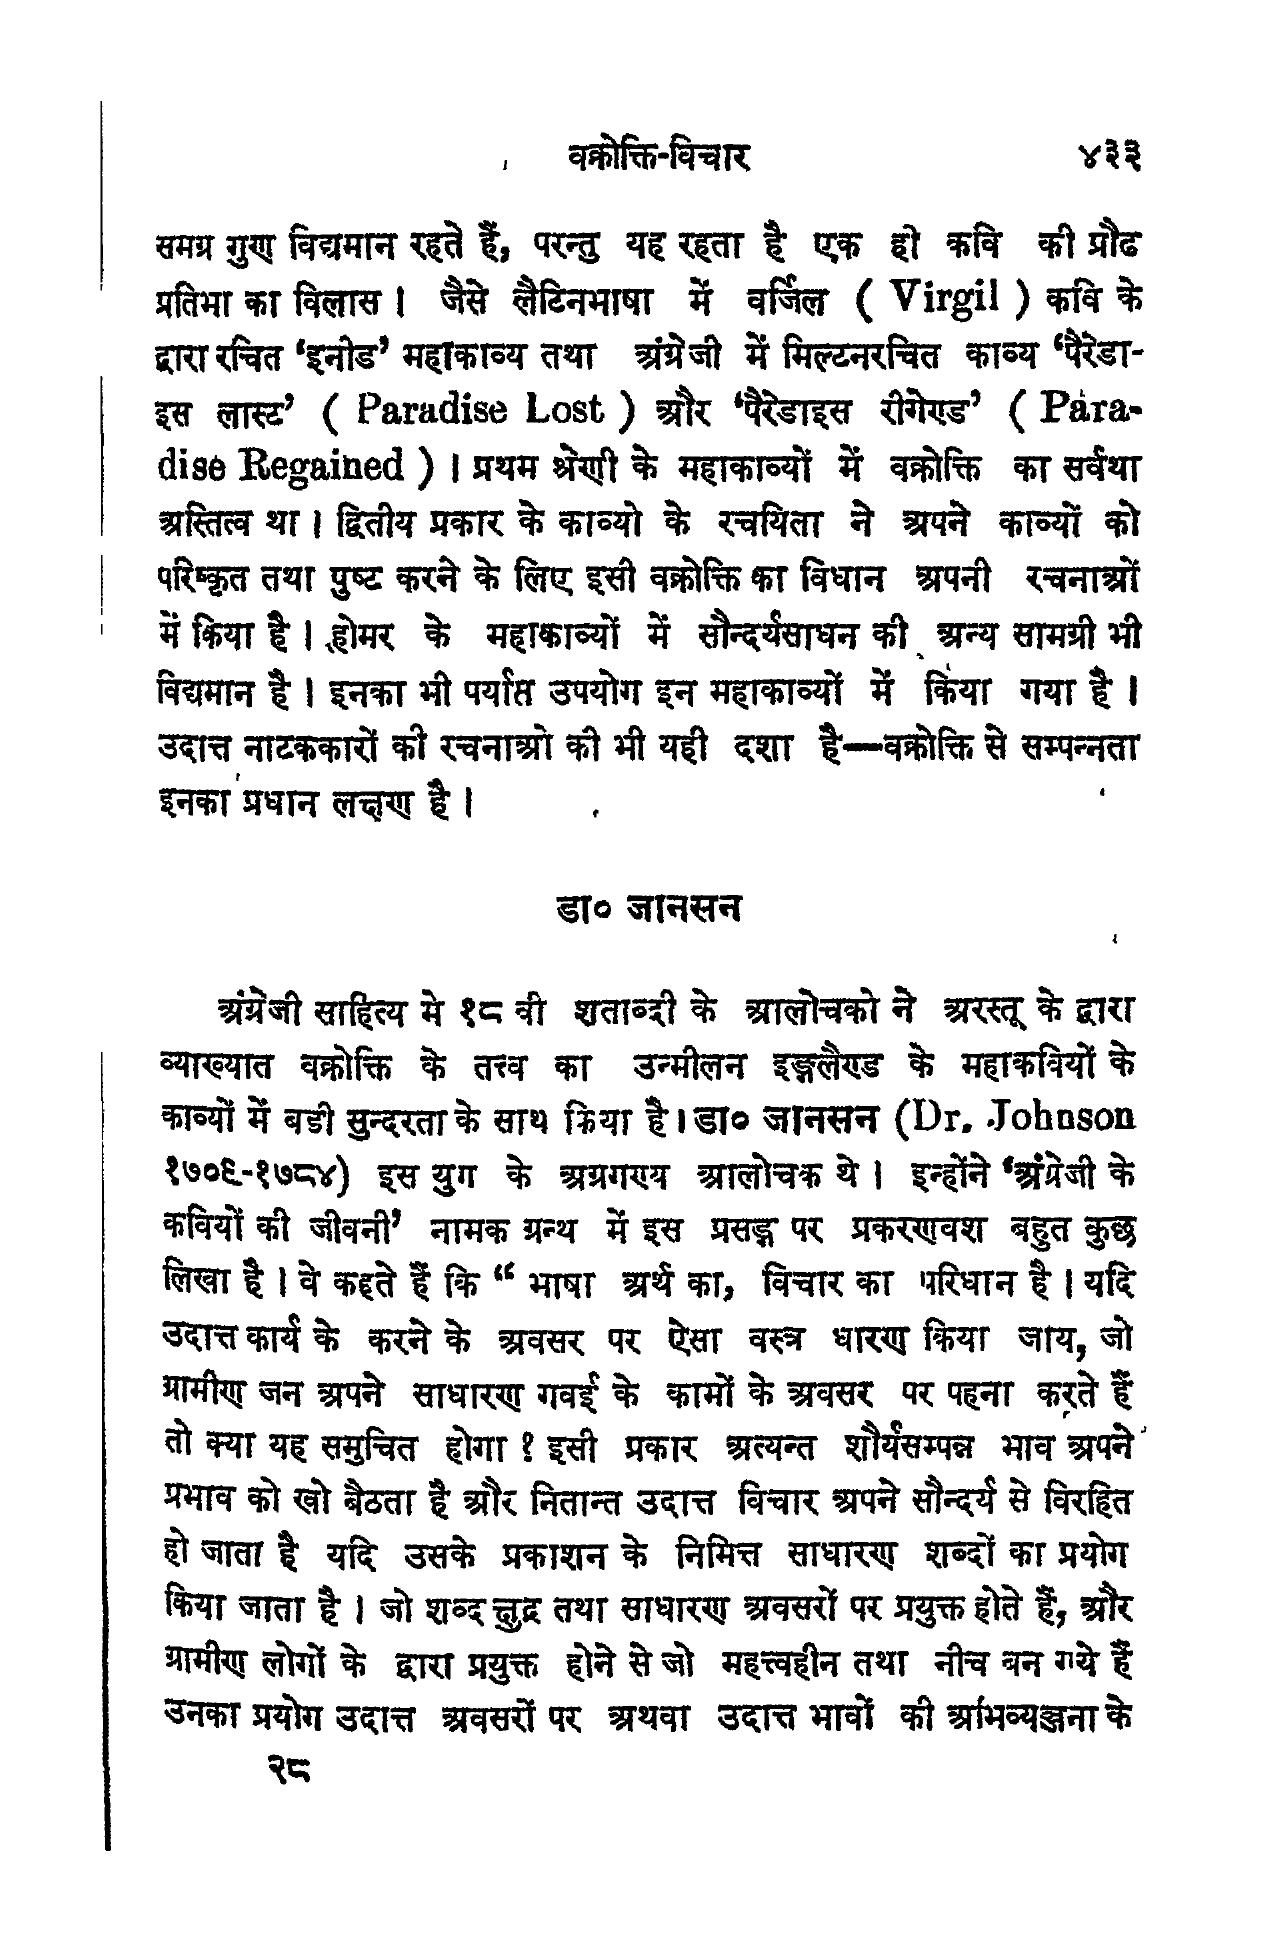 वक्रोक्ति-विचार ४३३
समग्र गुण विद्यमान रहते हैं, परन्तु यह रहता है एक ही कवि की प्रौढ
प्रतिभा का विलास । जैसे लैटिनभाषा में वर्जिल ( Virgil ) कवि के
द्वारा रचित ‘इनीड’ महाकाव्य तथा अंग्रेजी में मिल्टनरचित काव्य ‘पैरेडा-
इस लास्ट’ ( Paradise Lost ) और ‘पैरेडाइस रीगेण्ड’ ( Para-
dise Regained ) । प्रथम श्रेणी के महाकाव्यों में वक्रोक्ति का सर्वथा
अस्तित्व था । द्वितीय प्रकार के काव्यो के रचयिता ने अपने काव्यों को
परिष्कृत तथा पुष्ट करने के लिए इसी वक्रोक्ति का विधान अपनी रचनाओं
में किया है । होमर के महाकाव्यों में सौन्दर्यसाधन की अन्य सामग्री भी
विद्यमान है । इनका भी पर्याप्त उपयोग इन महाकाव्यों में किया गया है ।
उदात्त नाटककारों की रचनाओ की भी यही दशा है—वक्रोक्ति से सम्पन्नता
इनका प्रधान लक्षण है ।
डा० जानसन
अंग्रेजी साहित्य मे १८ वी शताब्दी के आलोचको ने अरस्तू के द्वारा
व्याख्यात वक्रोक्ति के तत्त्व का उन्मीलन इङ्गलैण्ड के महाकवियों के
काव्यों में बडी सुन्दरता के साथ किया है । डा० जानसन (Dr. Johnson
१७०९-१७८४) इस युग के अग्रगण्य आलोचक थे । इन्होंने ‘अंग्रेजी के
कवियों की जीवनी’ नामक ग्रन्थ में इस प्रसङ्ग पर प्रकरणवश बहुत कुछ
लिखा है । वे कहते हैं कि “ भाषा अर्थ का, विचार का परिधान है । यदि
उदात्त कार्य के करने के अवसर पर ऐसा वस्त्र धारण किया जाय, जो
ग्रामीण जन अपने साधारण गवई के कामों के अवसर पर पहना करते हैं
तो क्या यह समुचित होगा ? इसी प्रकार अत्यन्त शौर्यसम्पन्न भाव अपने
प्रभाव को खो बैठता है और नितान्त उदात्त विचार अपने सौन्दर्य से विरहित
हो जाता है यदि उसके प्रकाशन के निमित्त साधारण शब्दों का प्रयोग
किया जाता है । जो शब्द क्षुद्र तथा साधारण अवसरों पर प्रयुक्त होते हैं, और
ग्रामीण लोगों के द्वारा प्रयुक्त होने से जो महत्त्वहीन तथा नीच बन गये हैं
उनका प्रयोग उदात्त अवसरों पर अथवा उदात्त भावों की अभिव्यञ्जना के
२८